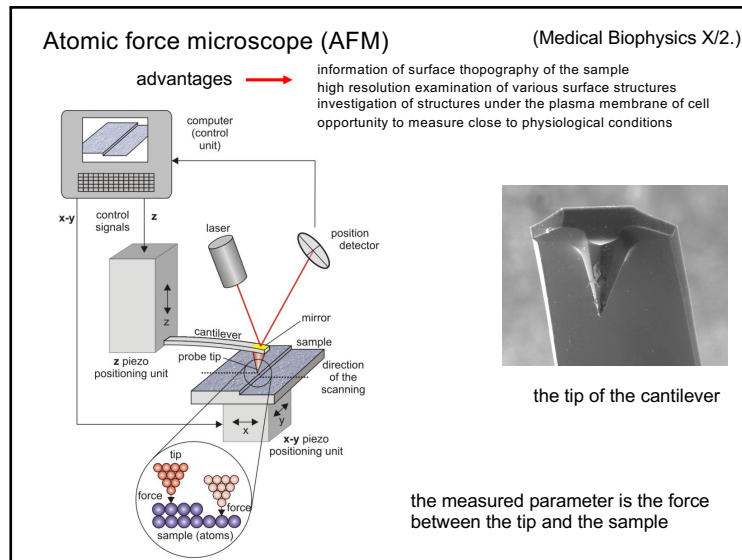 Atomic force microscope (AFM)
(Medical Biophysics X/2.)
advantages
information of surface thopography of the sample
high resolution examination of various surface structures
investigation of structures under the plasma membrane of cell
opportunity to measure close to physiological conditions
computer
(control
unit)
x-y
control
signals
z
laser
position
detector
z
cantilever
mirror
sample
probe tip
z piezo
positioning unit
direction
of the
scanning
x
y
x-y piezo
positioning unit
tip
force
force
sample (atoms)
the tip of the cantilever
the measured parameter is the force
between the tip and the sample